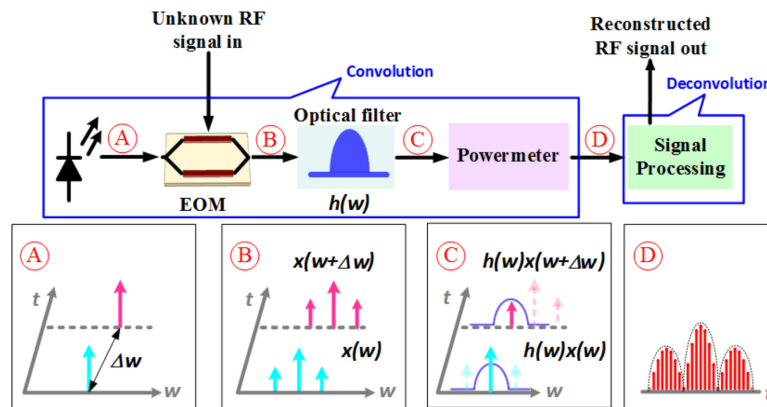 Unknown RF
signal in
Reconstructed
RF signal out
Convolution
Deconvolution
A
B
Optical filter
C
Powermeter
D
Signal
Processing
EOM
h(w)
A
t
Δw
w
B
x(w+Δw)
t
x(w)
w
C
h(w)x(w+Δw)
t
h(w)x(w)
w
D
t